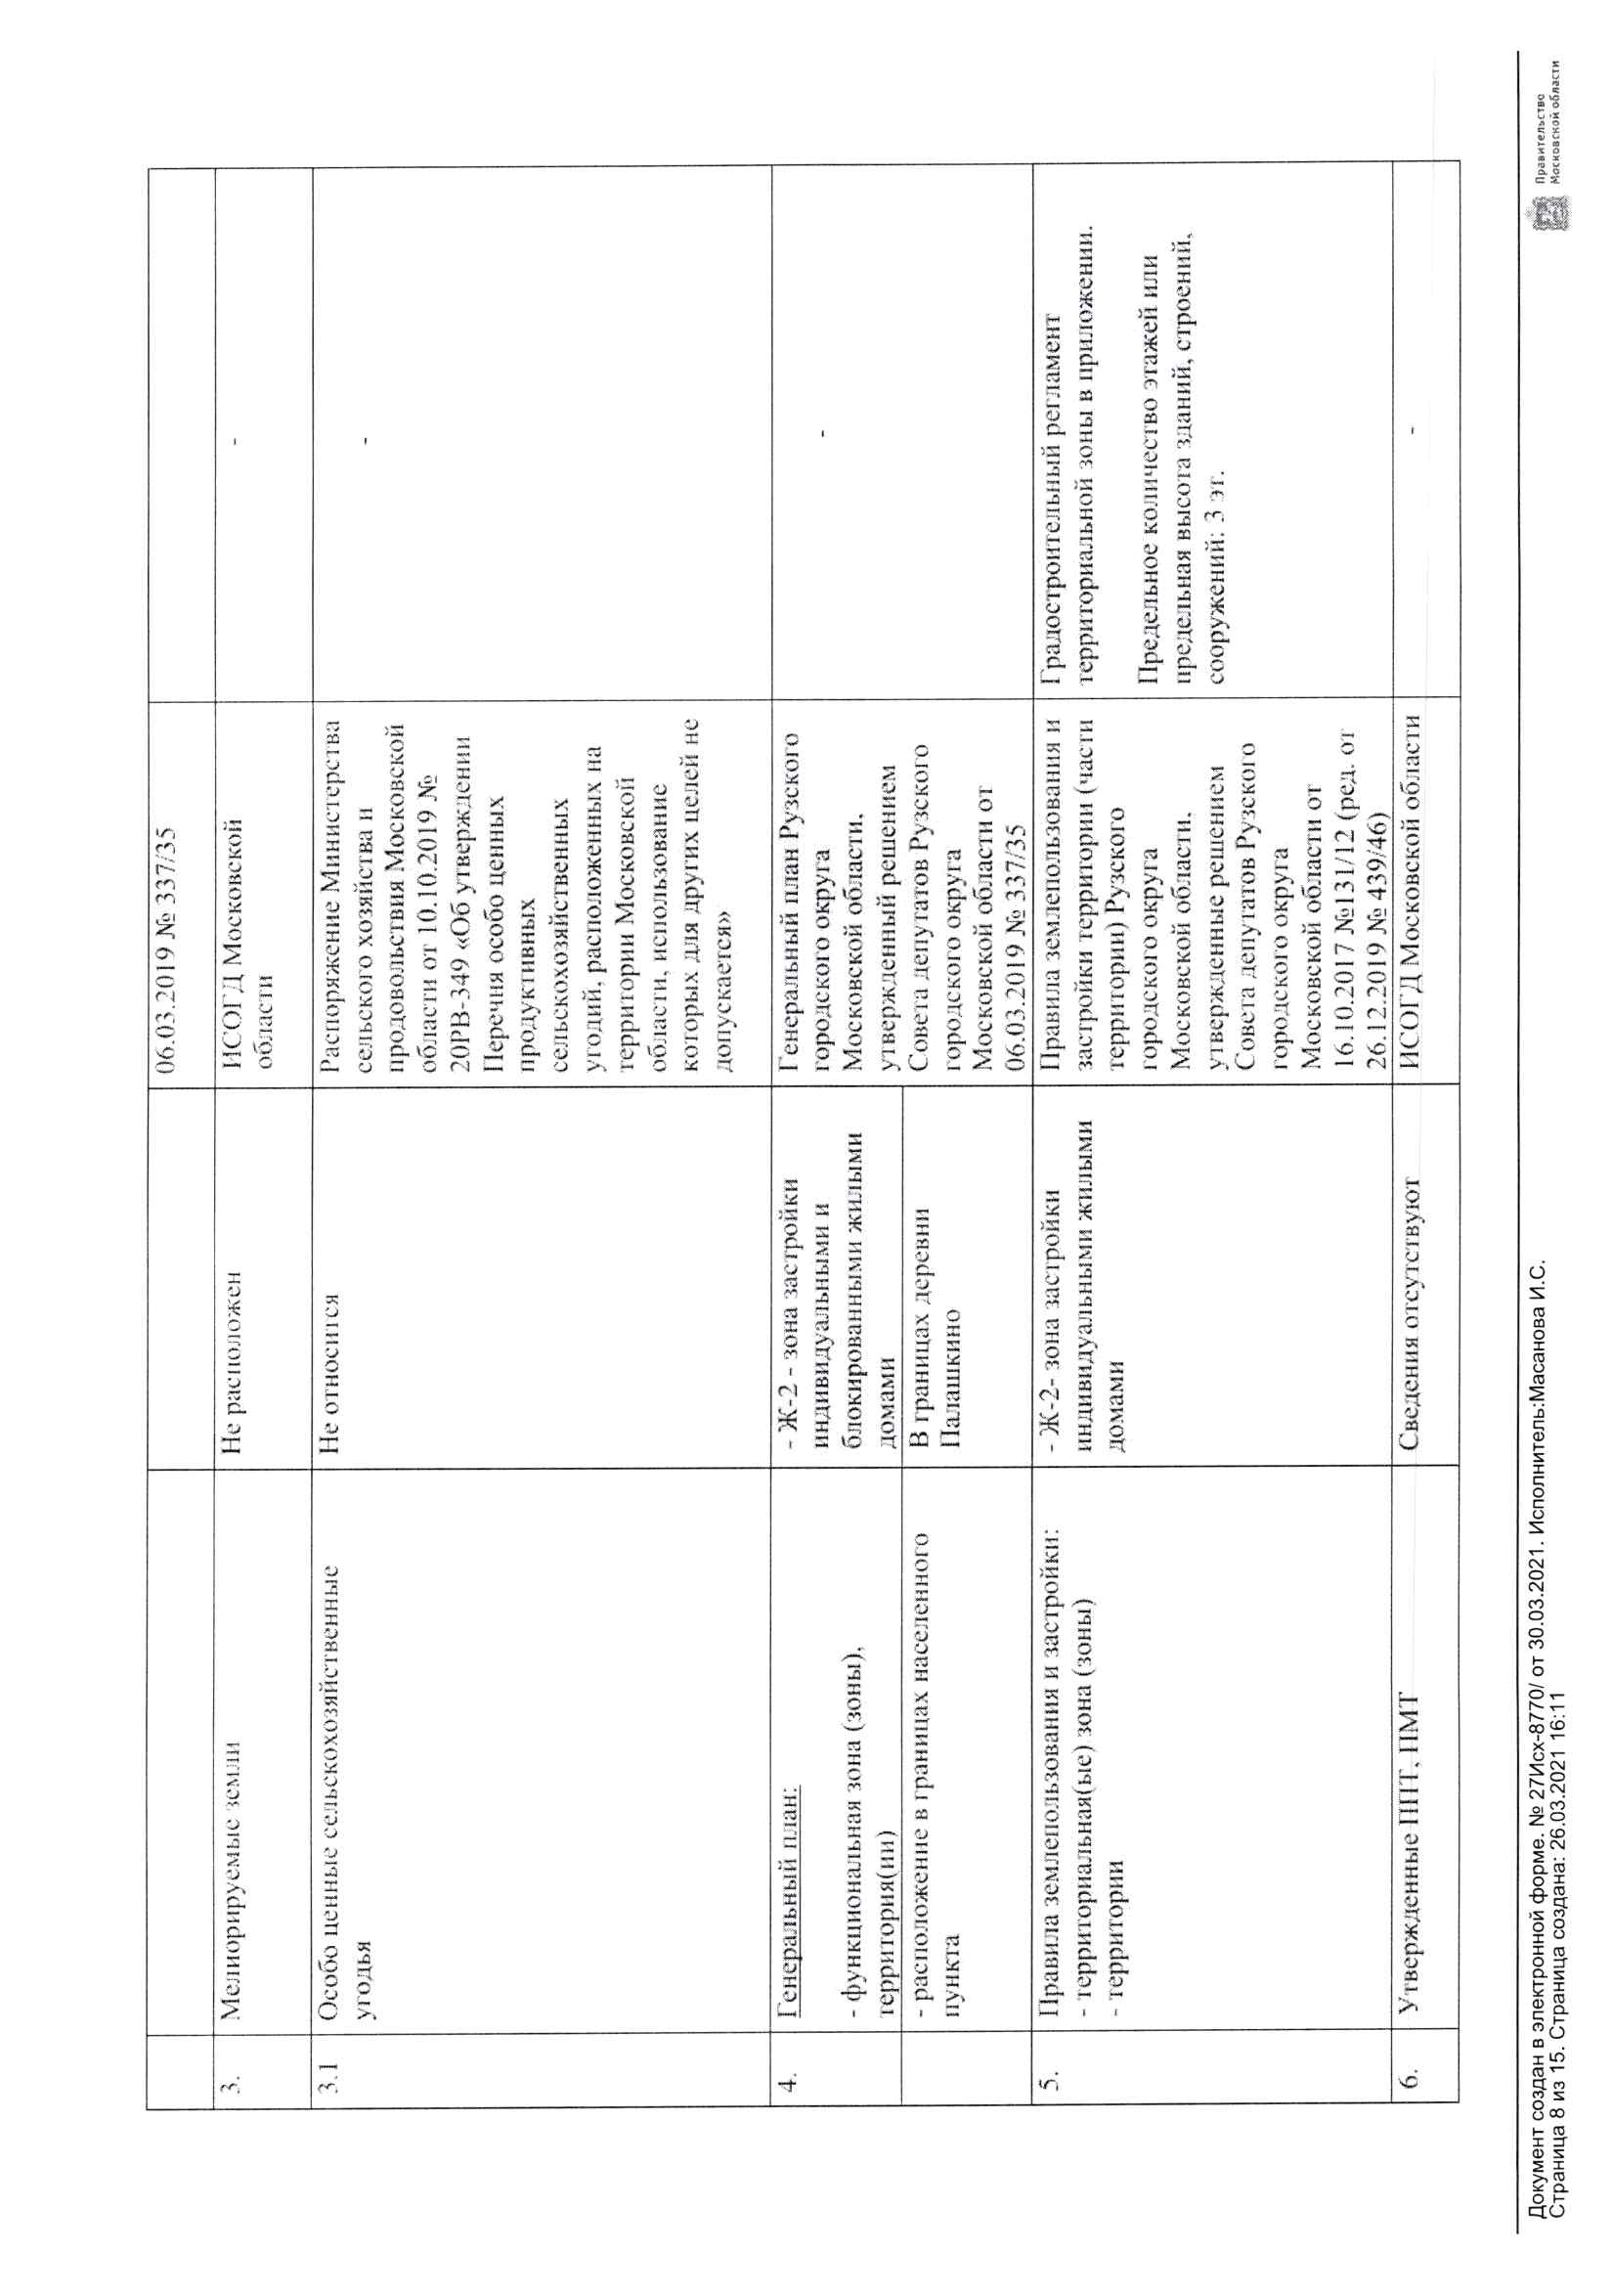 06.03.2019 № 337/35
3.
Мелиорируемые земли
Не расположен
ИСОГД Московской
области
-
3.1
Особо ценные сельскохозяйственные
угодья
Не относится
Распоряжение Министерства
сельского хозяйства и
продовольствия Московской
области от 10.10.2019 №
20РВ-349 «Об утверждении
Перечня особо ценных
продуктивных
сельскохозяйственных
угодий, расположенных на
территории Московской
области, использование
которых для других целей не
допускается»
-
4.
Генеральный план:
- функциональная зона (зоны),
территория(ии)
- Ж-2 - зона застройки
индивидуальными и
блокированными жилыми
домами
Генеральный план Рузского
городского округа
Московской области,
утвержденный решением
Совета депутатов Рузского
городского округа
Московской области от
06.03.2019 № 337/35
-
- расположение в границах населенного
пункта
В границах деревни
Палашкино
5.
Правила землепользования и застройки:
- территориальная(ые) зона (зоны)
- территории
- Ж-2- зона застройки
индивидуальными жилыми
домами
Правила землепользования и
застройки территории (части
территории) Рузского
городского округа
Московской области,
утвержденные решением
Совета депутатов Рузского
городского округа
Московской области от
16.10.2017 №131/12 (ред. от
26.12.2019 № 439/46)
Градостроительный регламент
территориальной зоны в приложении.
Предельное количество этажей или
предельная высота зданий, строений,
сооружений: 3 эт.
6.
Утвержденные ППТ, ПМТ
Сведения отсутствуют
ИСОГД Московской области
-
Документ создан в электронной форме. № 27Исх-8770/ от 30.03.2021. Исполнитель:Масанова И.С.
Страница 8 из 15. Страница создана: 26.03.2021 16:11
Правительство
Московской области